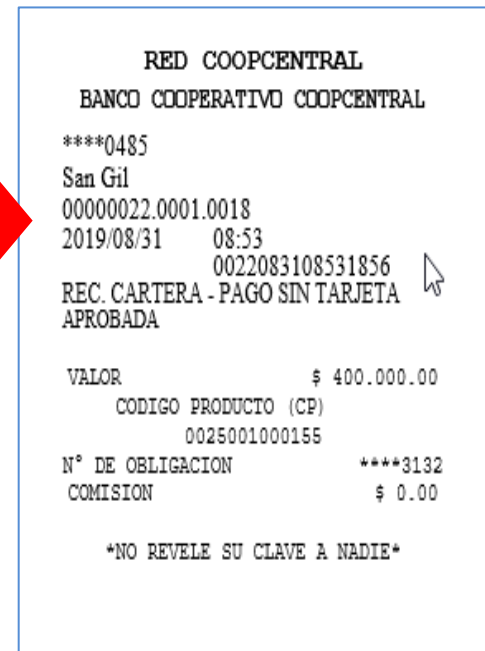 RED COOPCENTRAL
BANCO COOPERATIVO COOPCENTRAL
****0485
San Gil
00000022.0001.0018
2019/08/31 08:53
0022083108531856
REC. CARTERA - PAGO SIN TARJETA
APROBADA
VALOR $ 400.000.00
CODIGO PRODUCTO (CP)
0025001000155
N° DE OBLIGACION ****3132
COMISION $ 0.00
*NO REVELE SU CLAVE A NADIE*